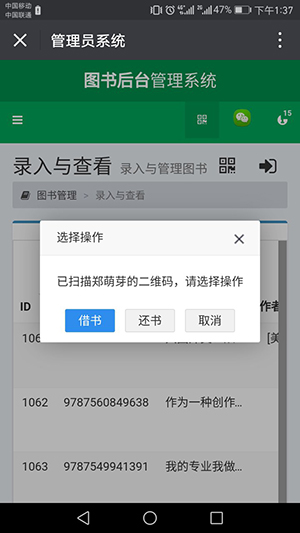 中国移动
中国联通
47%
下午1:37
管理员系统
图书后台管理系统
15
录入与查看 录入与管理图书
图书管理 > 录入与查看
选择操作
已扫描郑萌芽的二维码，请选择操作
借书 还书 取消
ID 作者
106 [美
1062 9787560849638 作为一种创作...
1063 9787549941391 我的专业我做...